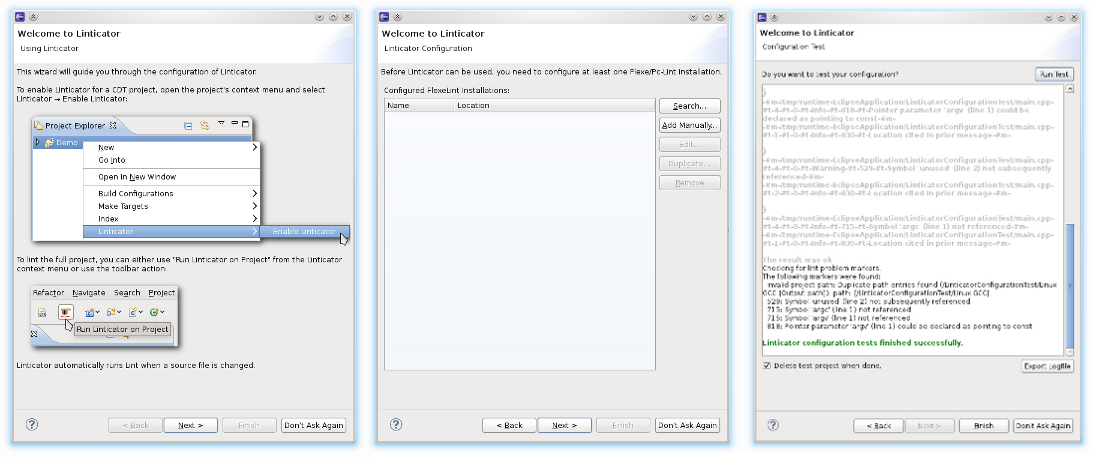 Welcome to Linticator
Using Linticator
This wizard will guide you through the configuration of Linticator.
To enable Linticator for a CDT project, open the project's context menu and select
Linticator → Enable Linticator:
Project Explorer
Demo
New
Go Into
Open in New Window
Build Configurations
Make Targets
Index
Linticator
Enable Linticator
To lint the full project, you can either use "Run Linticator on Project" from the Linticator
context menu or use the toolbar action:
Refactor Navigate Search Project
Run Linticator on Project
Linticator automatically runs Lint when a source file is changed.
< Back Next > Finish Don't Ask Again
Welcome to Linticator
Linticator Configuration
Before Linticator can be used, you need to configure at least one Flexe/Pc-Lint Installation.
Configured FlexeLint Installations:
Name Location
Search...
Add Manually...
Edit...
Duplicate...
Remove
< Back Next > Finish Don't Ask Again
Welcome to Linticator
Configuration Test
Do you want to test your configuration?
Run Test
}
-#m-/tmp/runtime-EclipseApplication/LinticatorConfigurationTest/main.cpp-
#t-4-#t-0-#t-Info-#t-818-#t-Pointer parameter 'argv' (line 1) could be
declared as pointing to const-#m-
-#m-/tmp/runtime-EclipseApplication/LinticatorConfigurationTest/main.cpp-
#t-1-#t-0-#t-Info-#t-830-#t-Location cited in prior message-#m-
}
-#m-/tmp/runtime-EclipseApplication/LinticatorConfigurationTest/main.cpp-
#t-4-#t-0-#t-Warning-#t-529-#t-Symbol 'unused' (line 2) not subsequently
referenced-#m-
-#m-/tmp/runtime-EclipseApplication/LinticatorConfigurationTest/main.cpp-
#t-2-#t-0-#t-Info-#t-830-#t-Location cited in prior message-#m-
}
-#m-/tmp/runtime-EclipseApplication/LinticatorConfigurationTest/main.cpp-
#t-4-#t-0-#t-Info-#t-715-#t-Symbol 'argc' (line 1) not referenced-#m-
-#m-/tmp/runtime-EclipseApplication/LinticatorConfigurationTest/main.cpp-
#t-1-#t-0-#t-Info-#t-830-#t-Location cited in prior message-#m-
The result was ok
Checking for lint problem markers.
The following markers were found:
Invalid project path: Duplicate path entries found (/LinticatorConfigurationTest/Linux
GCC [Output path]), path: [/LinticatorConfigurationTest/Linux
GCC].
529: Symbol 'unused' (line 2) not subsequently referenced
715: Symbol 'argc' (line 1) not referenced
715: Symbol 'argv' (line 1) not referenced
818: Pointer parameter 'argv' (line 1) could be declared as pointing to const
Linticator configuration tests finished successfully.
Delete test project when done.
Export Logfile
< Back Next > Finish Don't Ask Again